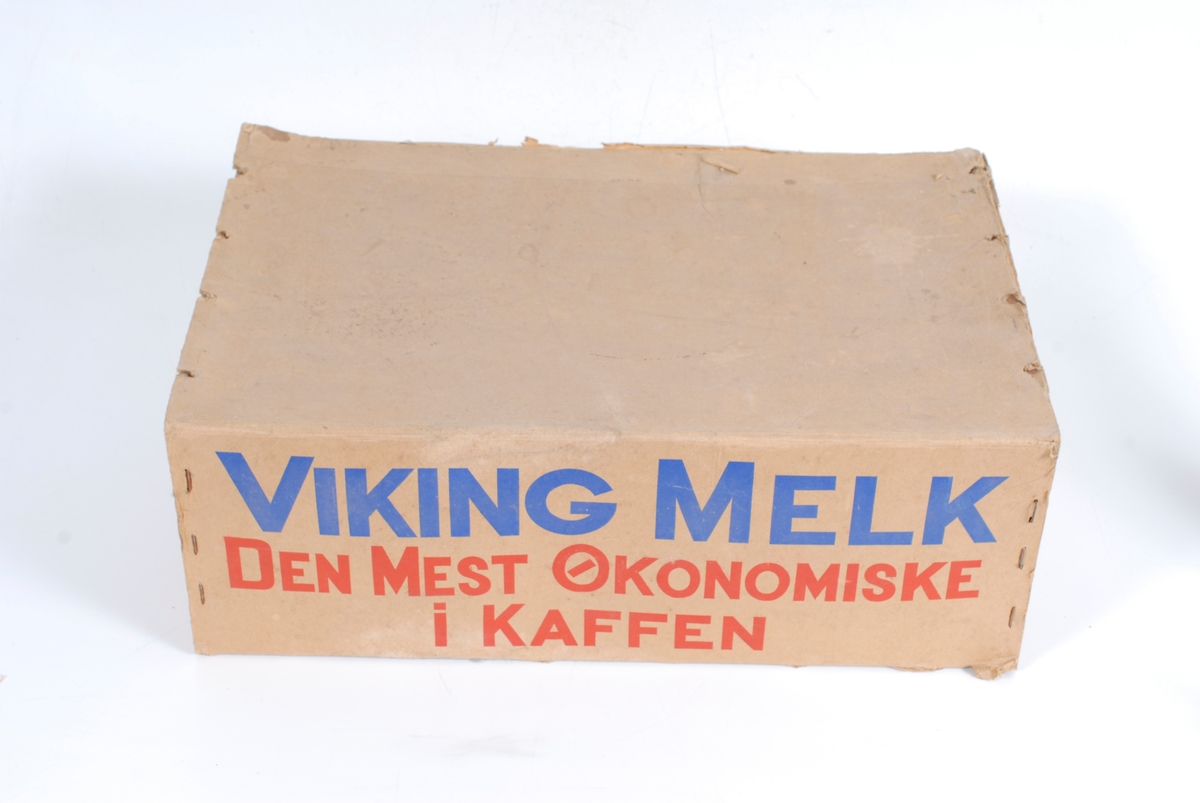 VIKING MELK
DEN MEST ØKONOMISKE
i KAFFEN